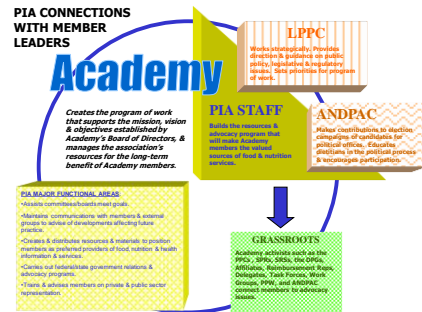 PIA CONNECTIONS
WITH MEMBER
LEADERS
LPPC
Works strategically. Provides
direction & guidance on public
policy, legislative & regulatory
issues. Sets priorities for program
of work.
Academy
PIA STAFF
Builds the resources &
advocacy program that
will make Academy
members the valued
sources of food & nutrition
services.
ANDPAC
Makes contributions to election
campaigns of candidates for
political offices. Educates
dietitians in the political process
& encourages participation.
Creates the program of work
that supports the mission, vision
& objectives established by
Academy's Board of Directors, &
manages the association's
resources for the long-term
benefit of Academy members.
PIA MAJOR FUNCTIONAL AREAS:
•Assists committees/boards meet goals.
•Maintains communications with members & external
groups to advise of developments affecting future
practice.
•Creates & distributes resources & materials to position
members as preferred providers of food, nutrition & health
information & services.
•Carries out federal/state government relations &
advocacy programs.
•Trains & advises members on private & public sector
representation.
GRASSROOTS
Academy activists such as the
PPCs, SPRs, SRSs, the DPGs,
Affiliates, Reimbursement Reps,
Delegates, Task Forces, Work
Groups, PPW, and ANDPAC
connect members to advocacy
issues.